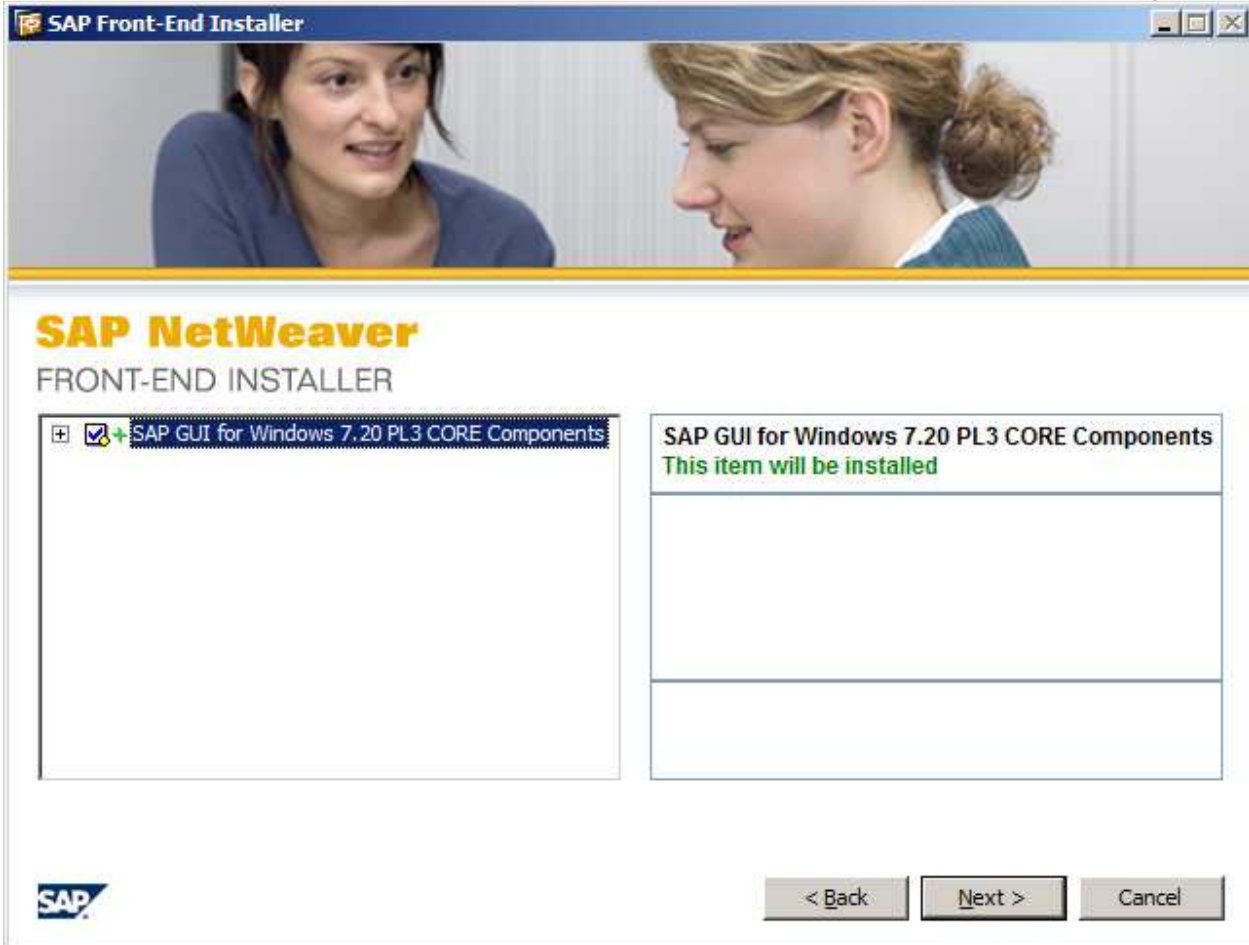 SAP Front-End Installer
SAP NetWeaver
FRONT-END INSTALLER
SAP GUI for Windows 7.20 PL3 CORE Components
SAP GUI for Windows 7.20 PL3 CORE Components
This item will be installed
SAP
< Back
Next >
Cancel